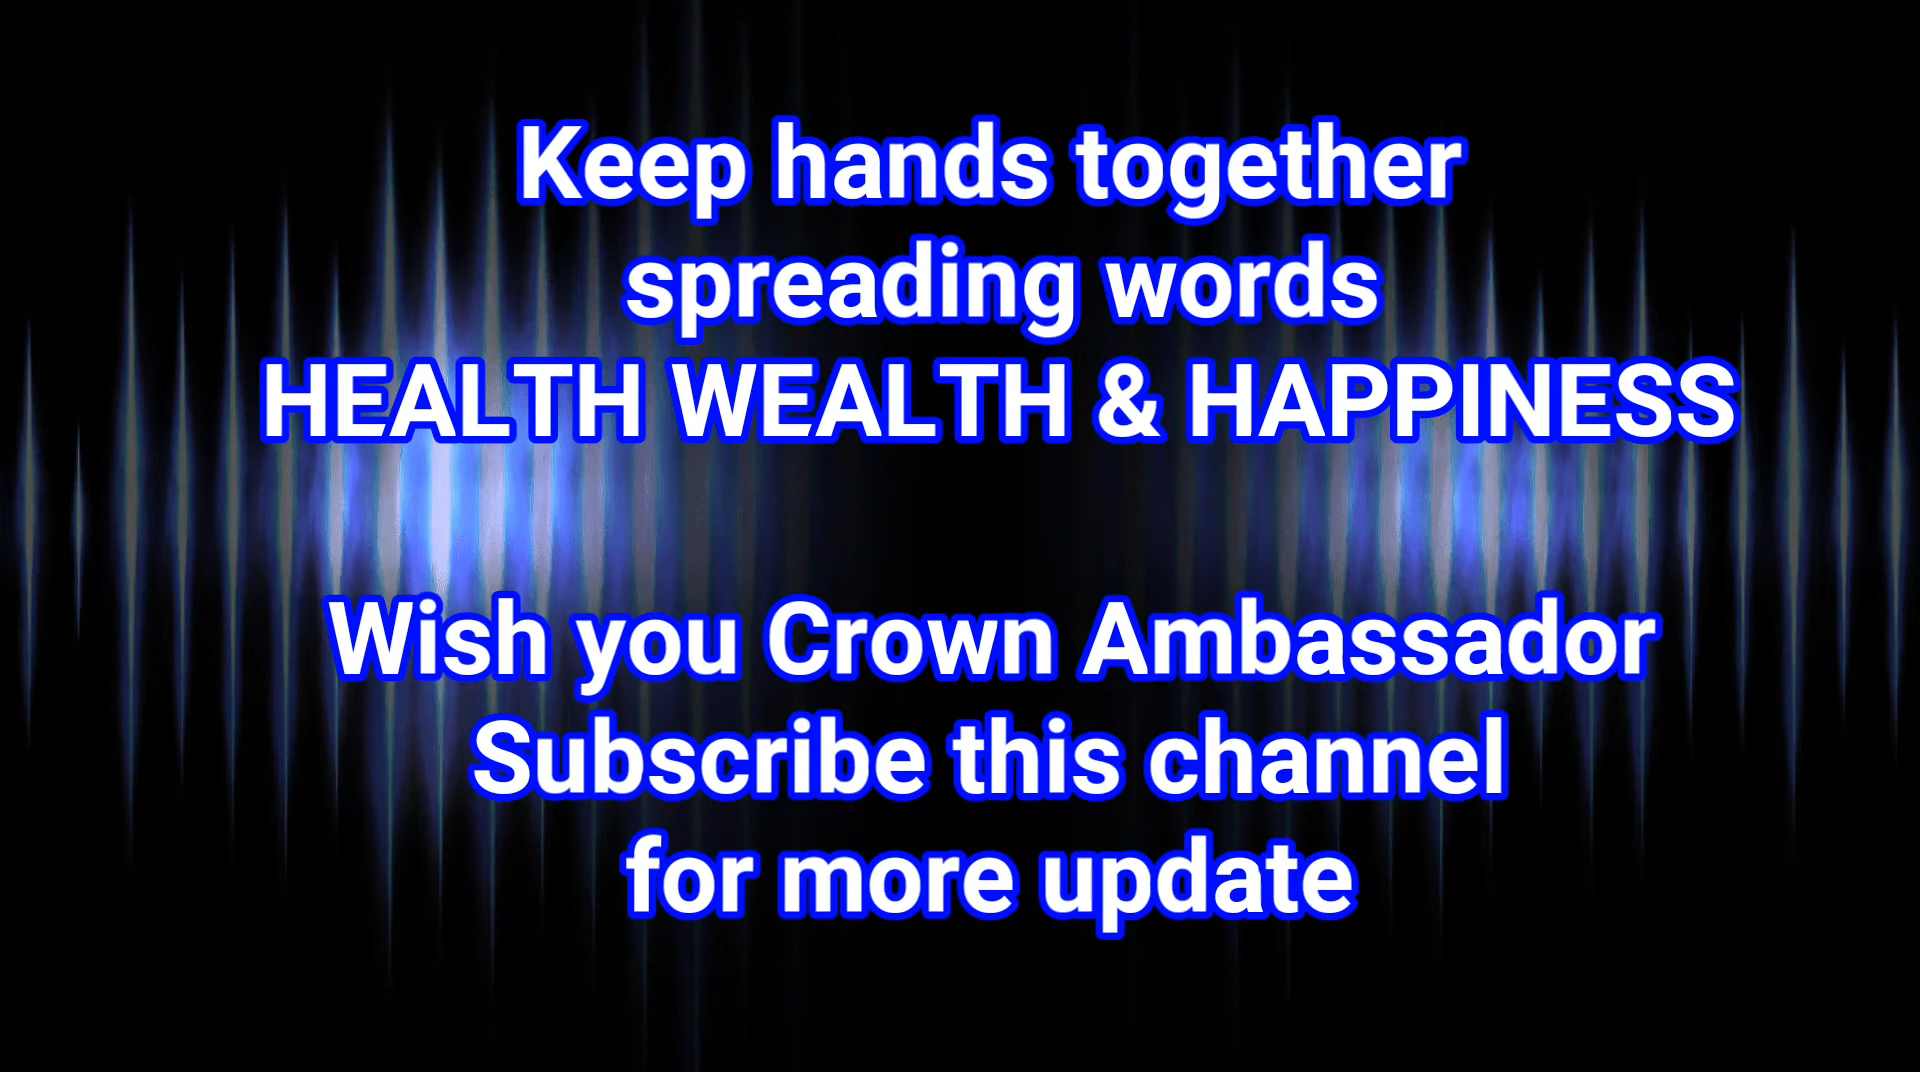 Keep hands together
spreading words
HEALTH WEALTH & HAPPINESS
Wish you Crown Ambassador
Subscribe this channel
for more update